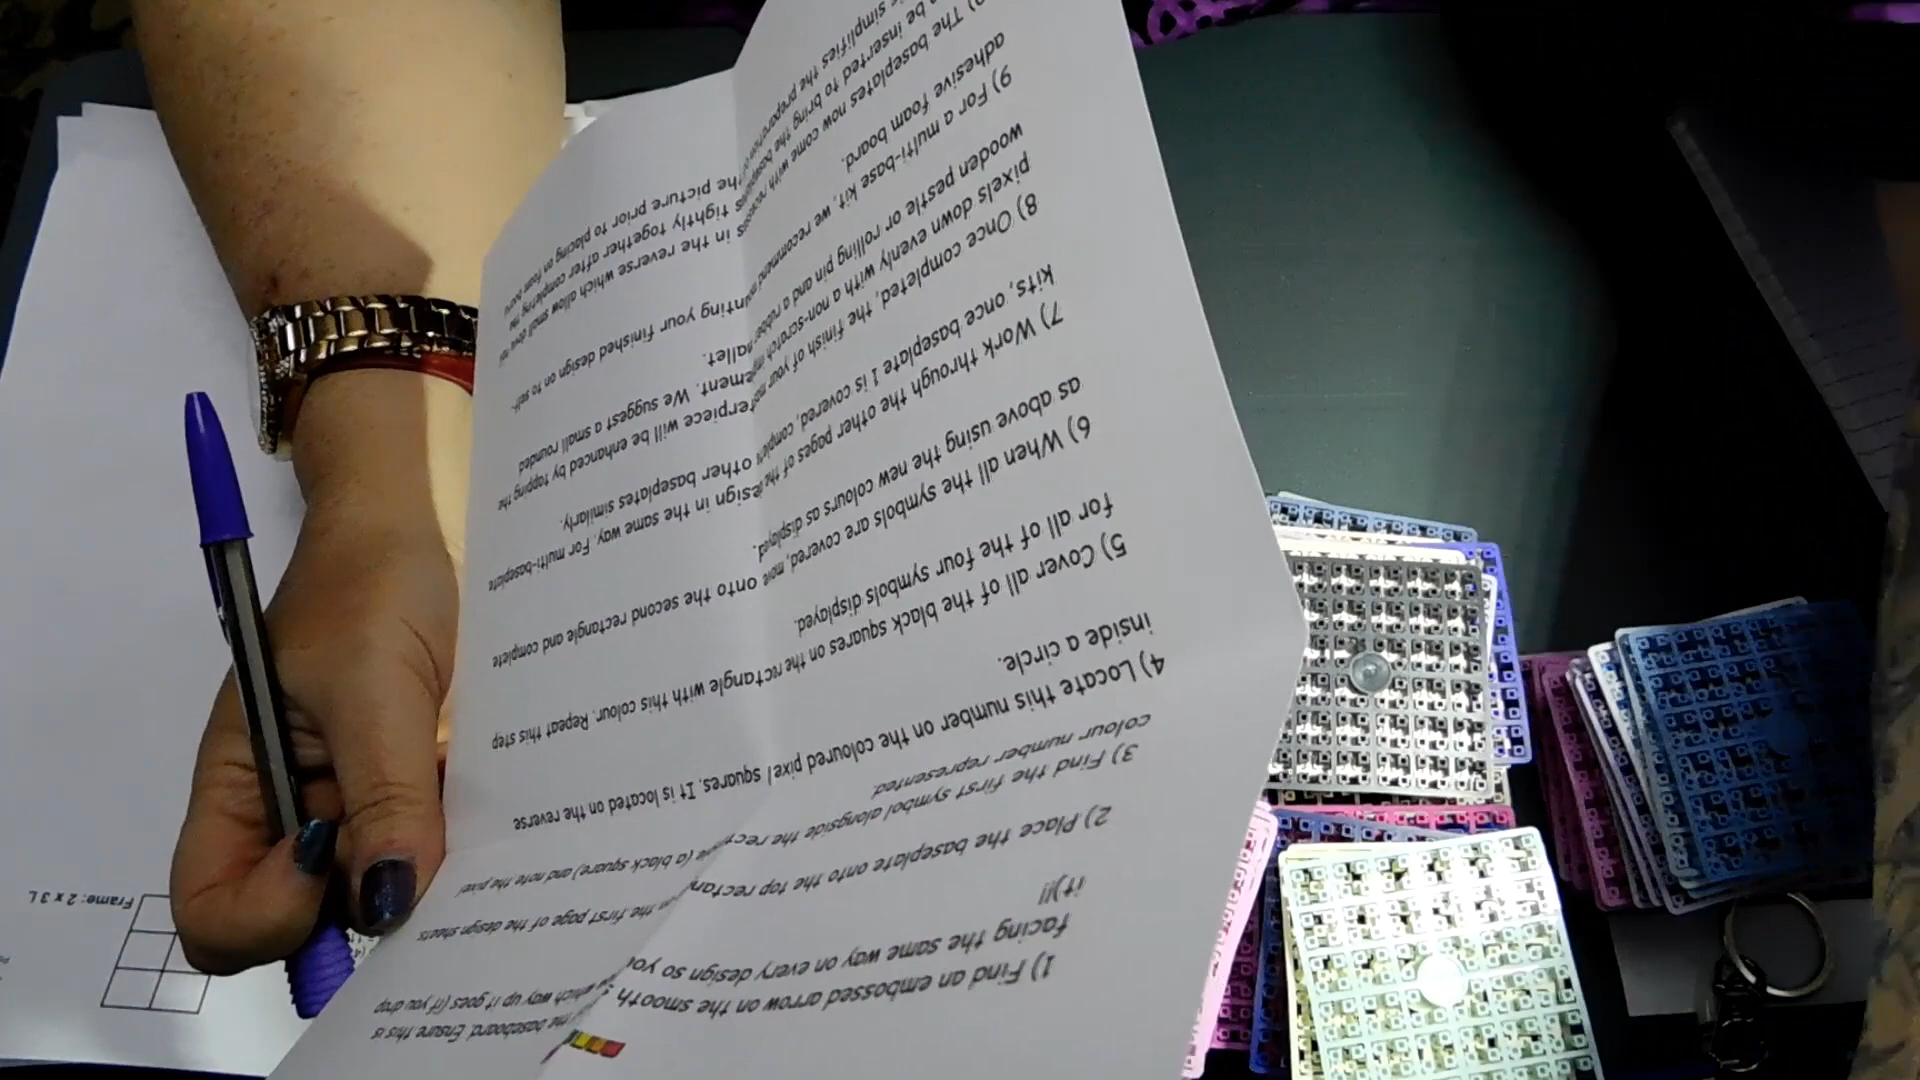 1) Find an embossed arrow on the smooth baseboard. Ensure this is
facing the same way on every design so you which way up it goes (if you drop
it)!!
2) Place the baseplate onto the top on the first page of the design sheets
3) Find the first symbol alongside the (a black square) and note the pixel
colour number represented.
4) Locate this number on the coloured pixel squares. It is located on the reverse
inside a circle.
5) Cover all of the black squares on the rectangle with this colour. Repeat this step
for all of the four symbols displayed.
6) When all the symbols are covered, move onto the second rectangle and complete
as above using the new colours as displayed.
7) Work through the other pages of the design in the same way. For multi-baseplate
kits, once baseplate 1 is covered, complete other baseplates similarly.
8) Once completed, the finish of your masterpiece will be enhanced by tapping the
pixels down evenly with a non-scratch implement. We suggest a small rounded
wooden pestle or rolling pin and a rubber mallet.
9) For a multi-base kit, we recommend mounting your finished design on to self-
adhesive foam board.
The baseplates now come with recesses in the reverse which allow small
be inserted to bring the baseplates tightly together after completing the
simplifies the preparation of the picture prior to placing on foam board
Frame: 2 x 3 L